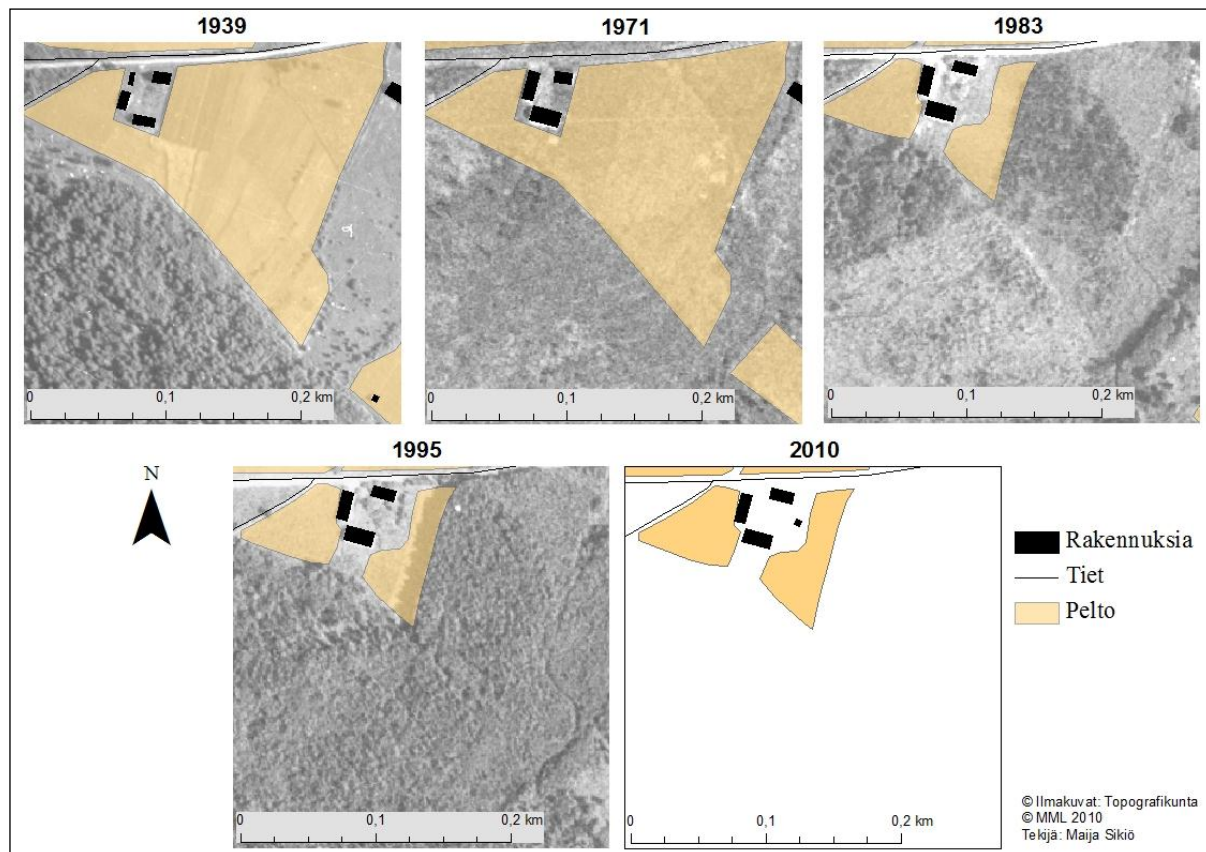 1939
1971
1983
0 0,1 0,2 km
0 0,1 0,2 km
0 0,1 0,2 km
1995
2010
N
Rakennuksia
Tiet
Pelto
0 0,1 0,2 km
0 0,1 0,2 km
© Ilmakuvat: Topografikunta
© MML 2010
Tekijä: Maija Sikiö